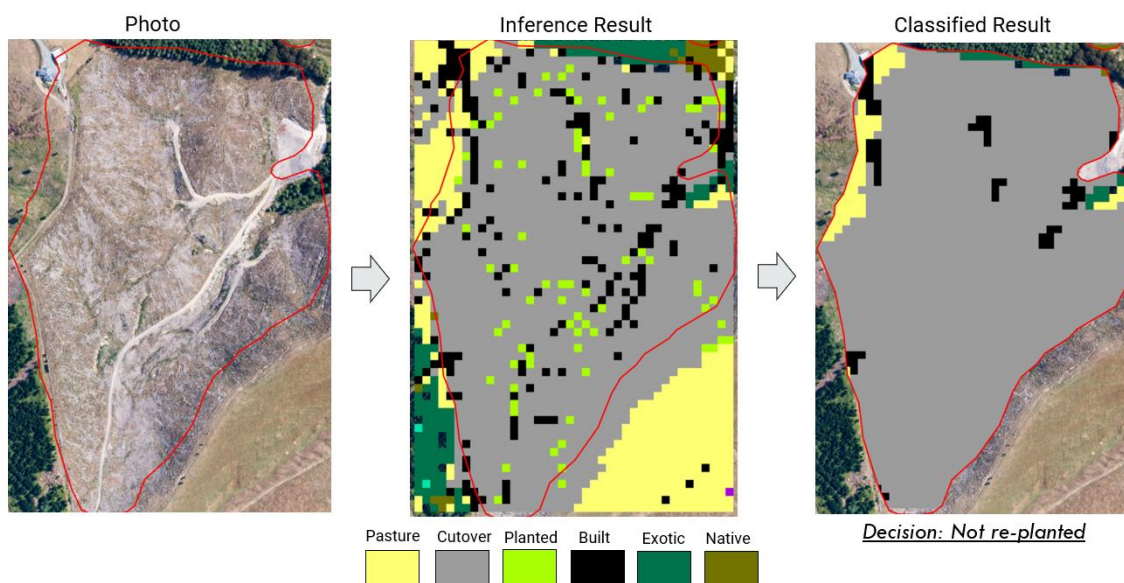 Photo
Inference Result
Classified Result
Decision: Not re-planted
Pasture Cutover Planted Built Exotic Native